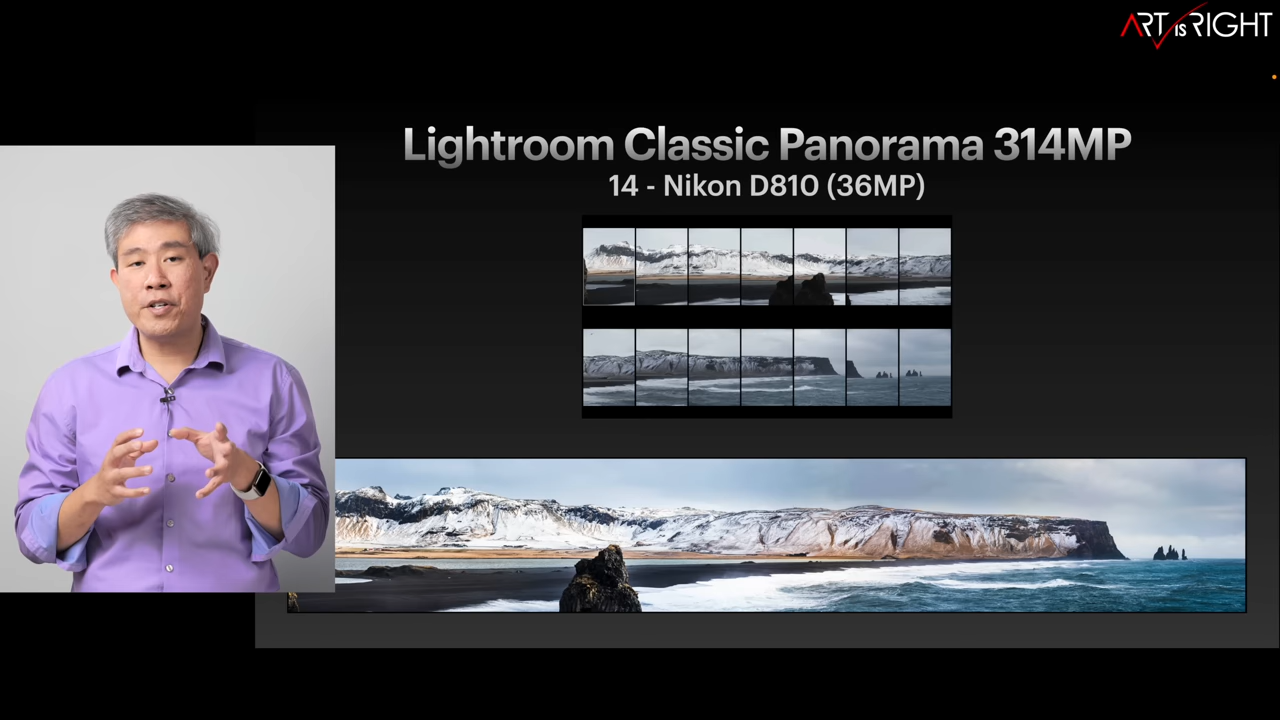 ART IS RIGHT
Lightroom Classic Panorama 314MP
14 - Nikon D810 (36MP)